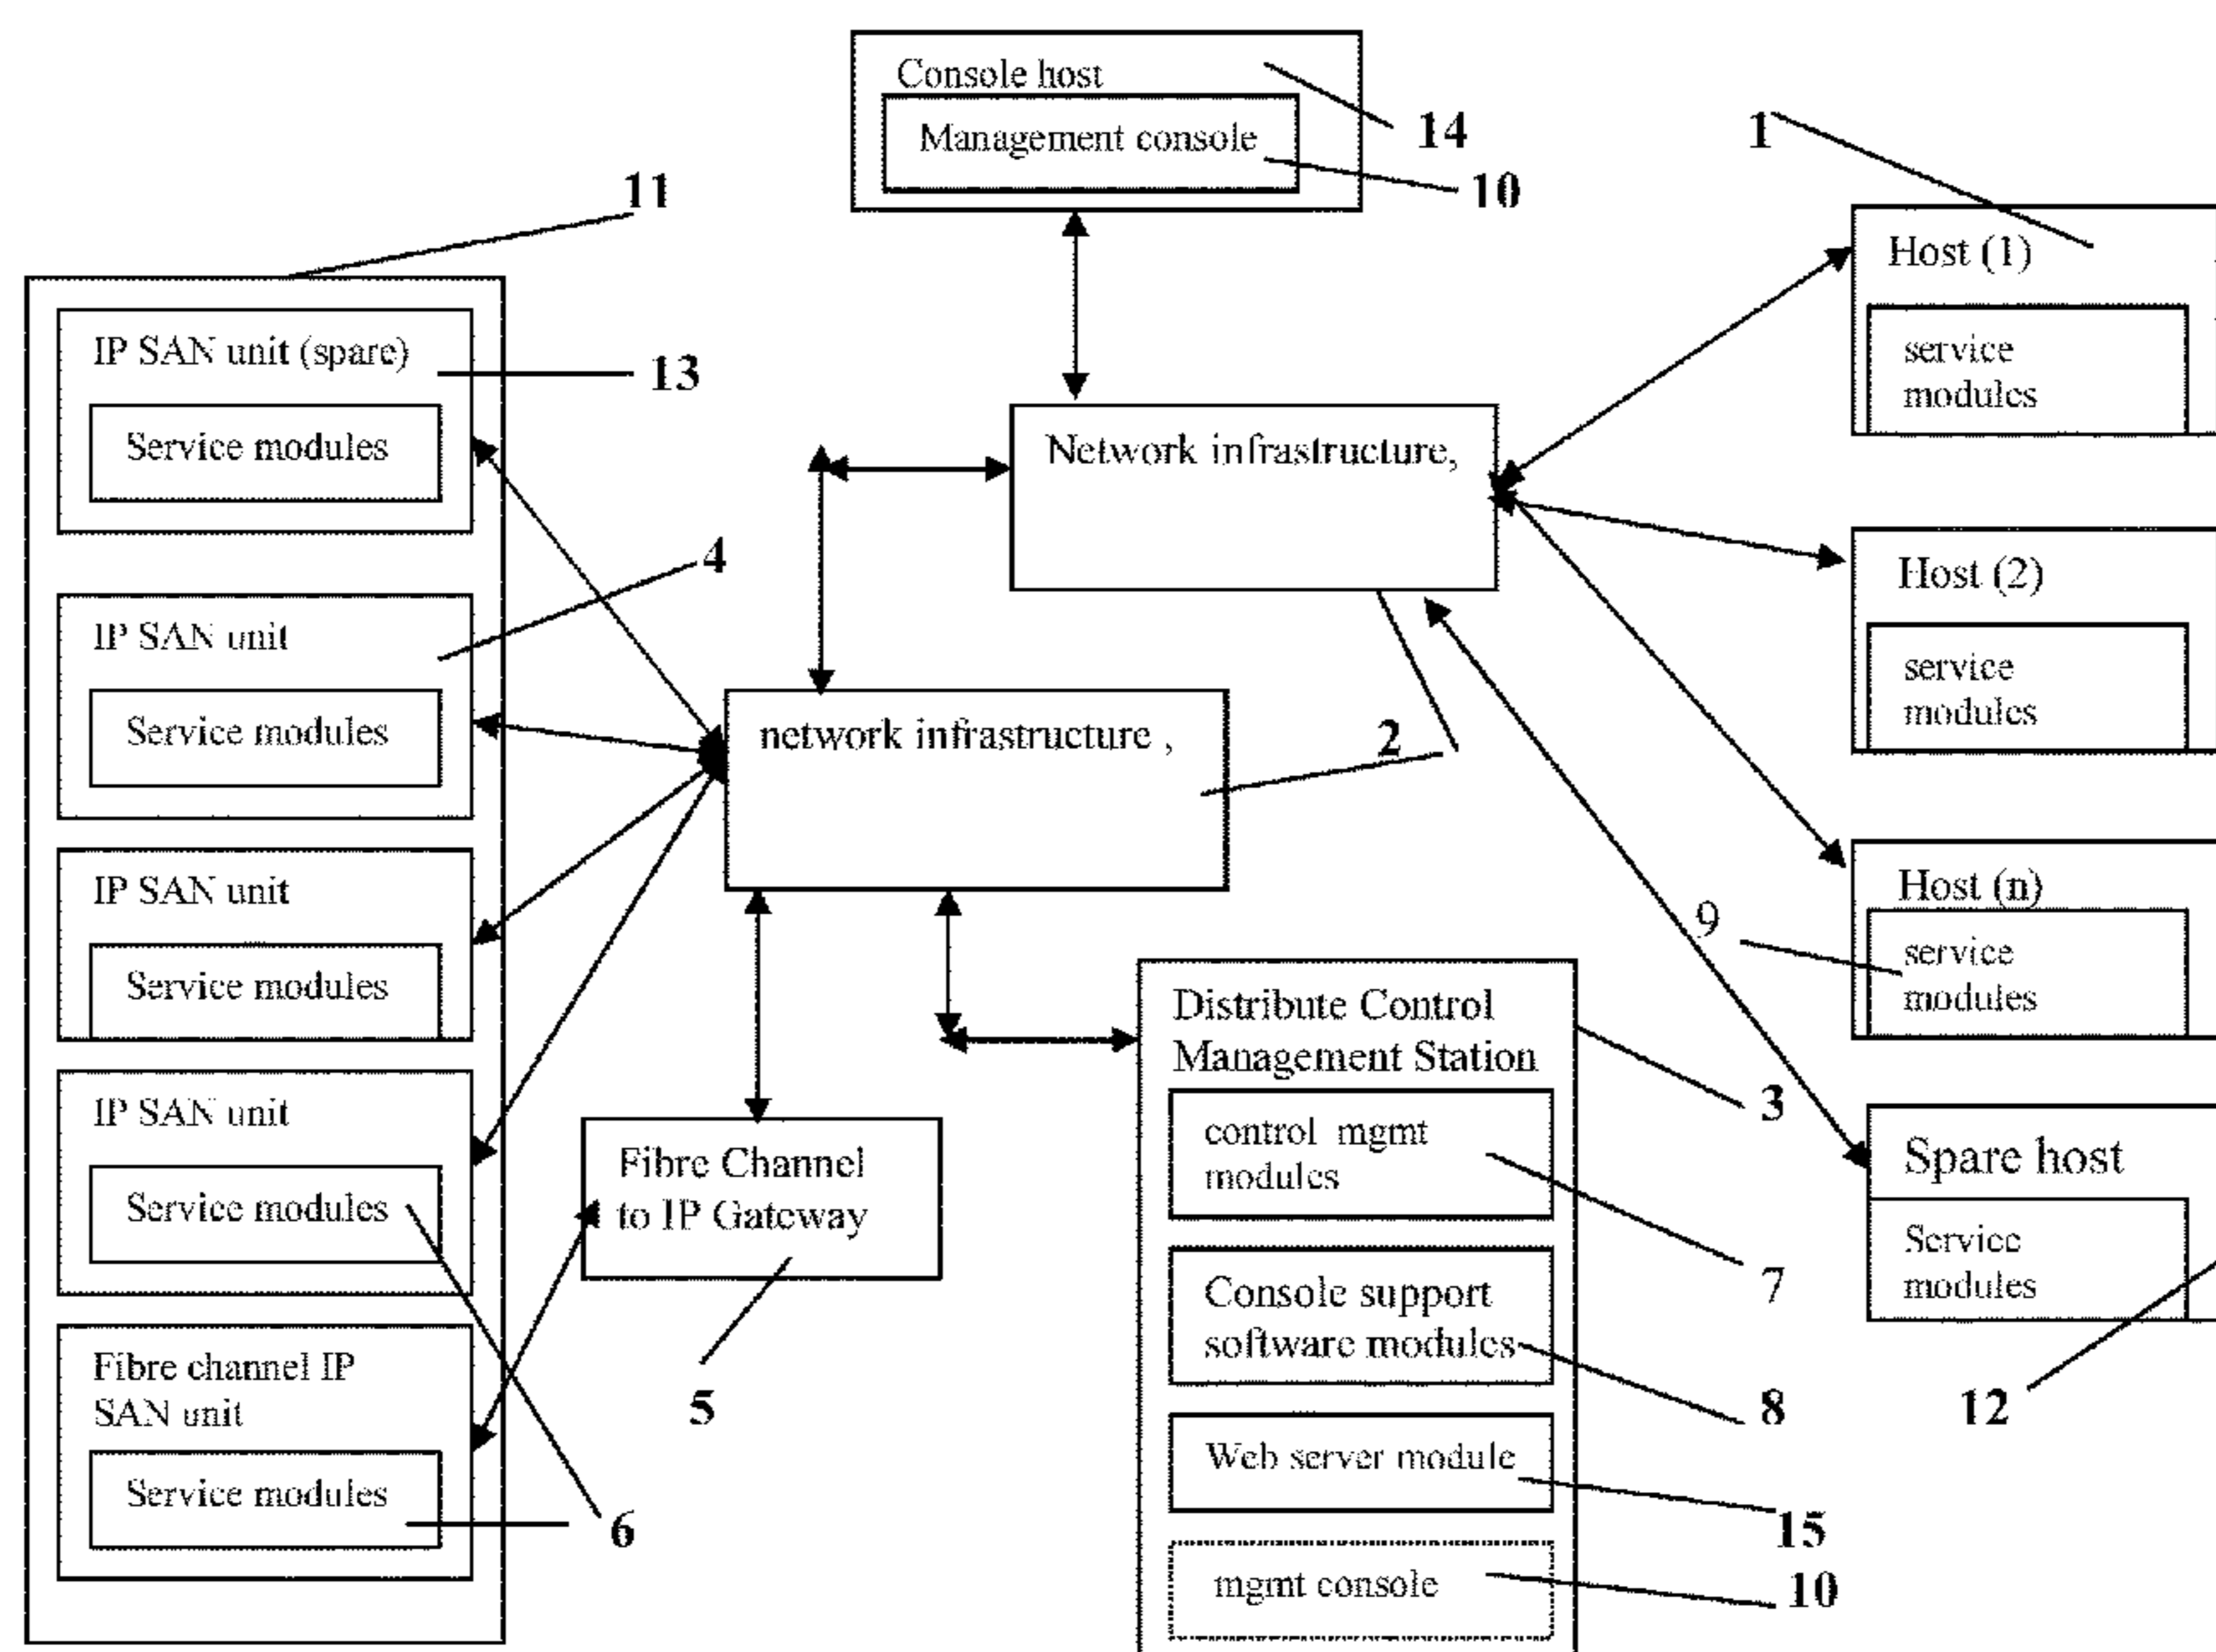 Console host
Management console
14
10
1
11
Host (1)
service
modules
IP SAN unit (spare)
13
Service modules
Network infrastructure,
4
Host (2)
service
modules
IP SAN unit
Service modules
network infrastructure ,
2
IP SAN unit
Service modules
Host (n)
9
service
modules
Distribute Control
Management Station
3
control mgmt
modules
7
IP SAN unit
Service modules
Fibre Channel
to IP Gateway
5
Spare host
Service
modules
12
Console support
software modules
8
Fibre channel IP
SAN unit
Service modules
6
Web server module
15
mgmt console
10